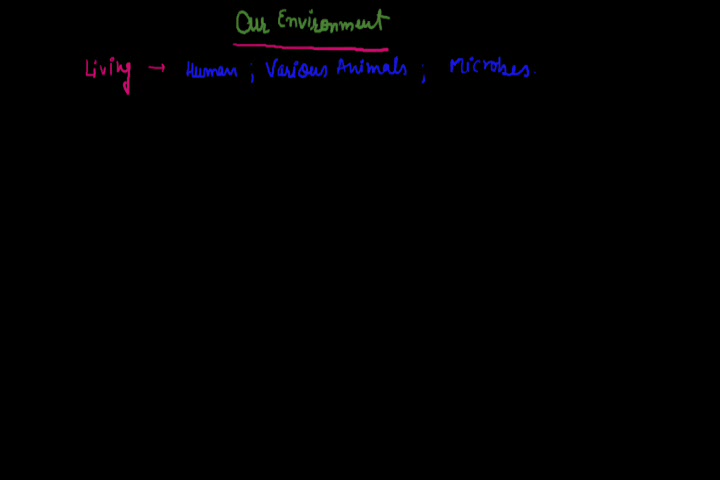 Our Environment
Living → Human ; Various Animals ; Microbes.